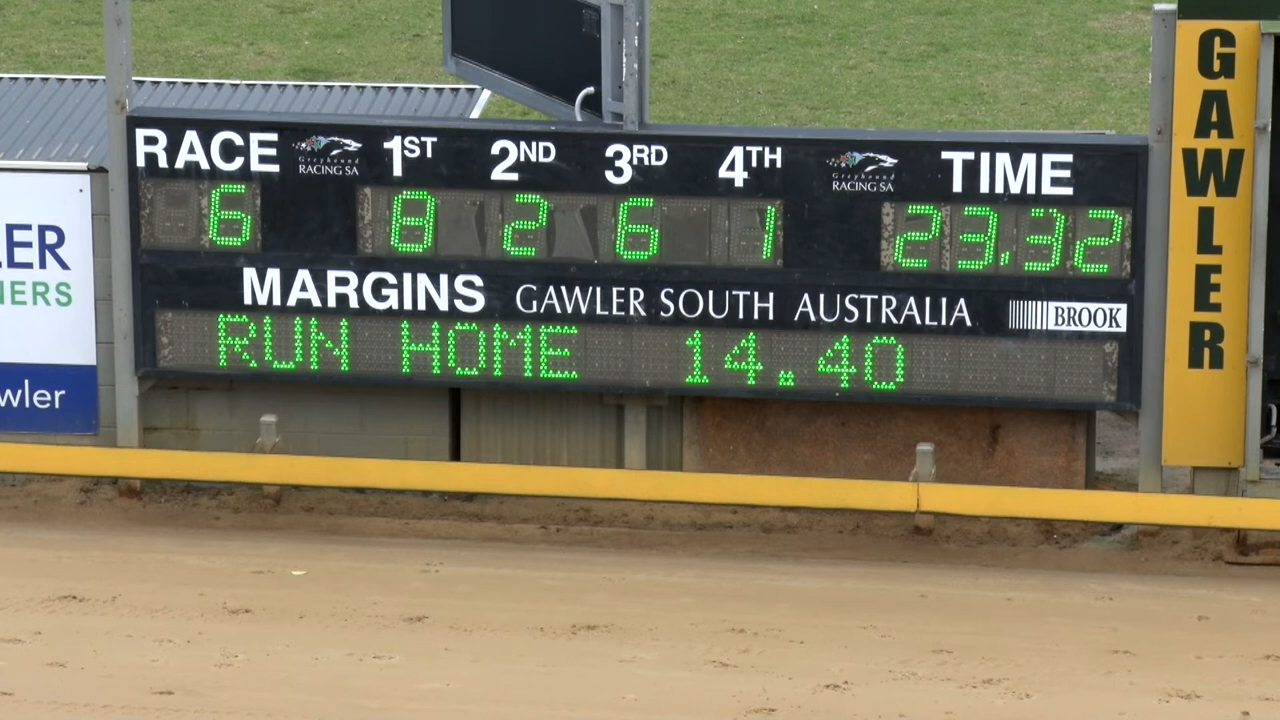 RACE Greyhound RACING SA 1ST 2ND 3RD 4TH Greyhound RACING SA TIME
6 8 2 6 1 23.32
MARGINS GAWLER SOUTH AUSTRALIA BROOK
RUN HOME 14.40
GAWLER
LER
NERS
wler